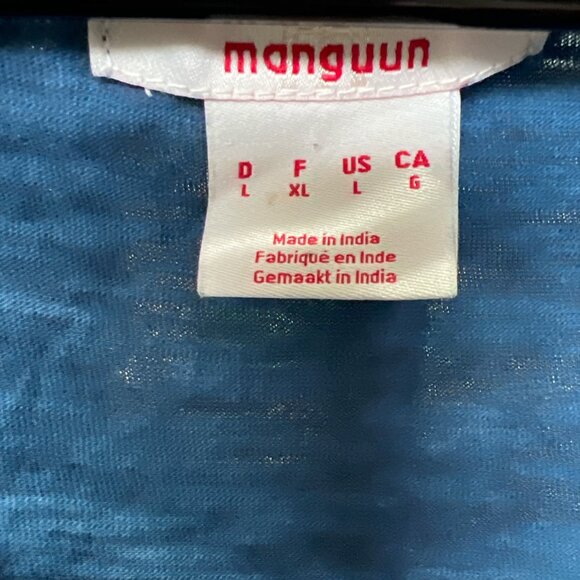 manguun
D F US CA
L XL L G
Made in India
Fabriqué en Inde
Gemaakt in India